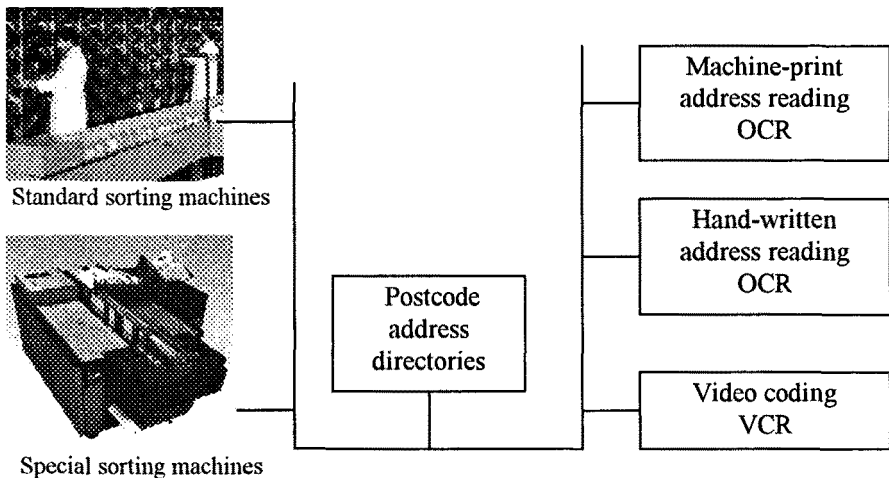 Standard sorting machines
Special sorting machines
Postcode
address
directories
Machine-print
address reading
OCR
Hand-written
address reading
OCR
Video coding
VCR